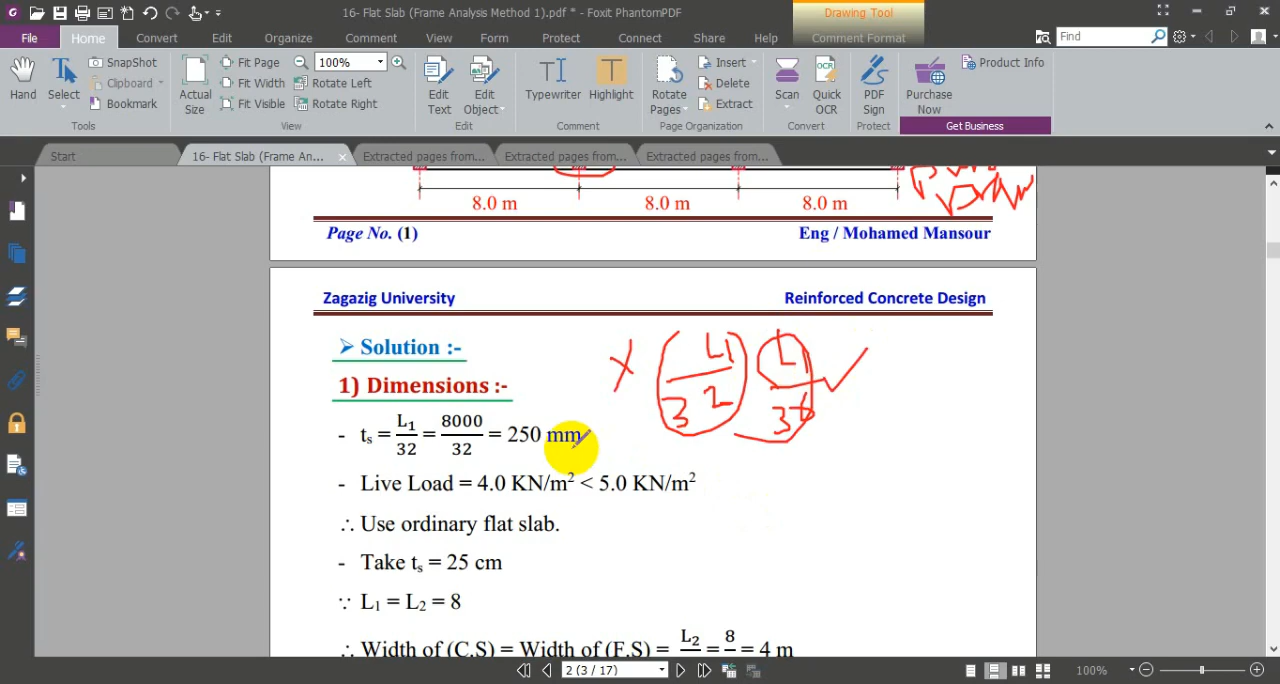 16- Flat Slab (Frame Analysis Method 1).pdf * - Foxit PhantomPDF
Drawing Tool
File Home Convert Edit Organize Comment View Form Protect Connect Share Help Comment Format Find
Hand Select SnapShot Clipboard Bookmark Actual Size Fit Page Fit Width Fit Visible 100% Rotate Left Rotate Right Edit Text Edit Object Typewriter Highlight Rotate Pages Insert Delete Extract Scan Quick OCR PDF Sign Purchase Now Product Info
Tools View Edit Comment Page Organization Convert Protect Get Business
Start 16- Flat Slab (Frame An... Extracted pages from... Extracted pages from... Extracted pages from...
8.0 m 8.0 m 8.0 m
Page No. (1) Eng / Mohamed Mansour
Zagazig University Reinforced Concrete Design
➢ Solution :-
X (L1/32) (L1/36) ✓
1) Dimensions :-
- ts = L1/32 = 8000/32 = 250 mm
- Live Load = 4.0 KN/m² < 5.0 KN/m²
∴ Use ordinary flat slab.
- Take ts = 25 cm
∵ L1 = L2 = 8
∴ Width of (C.S) = Width of (F.S) = L2/ = 8/ = 4 m
2 (3 / 17) 100%